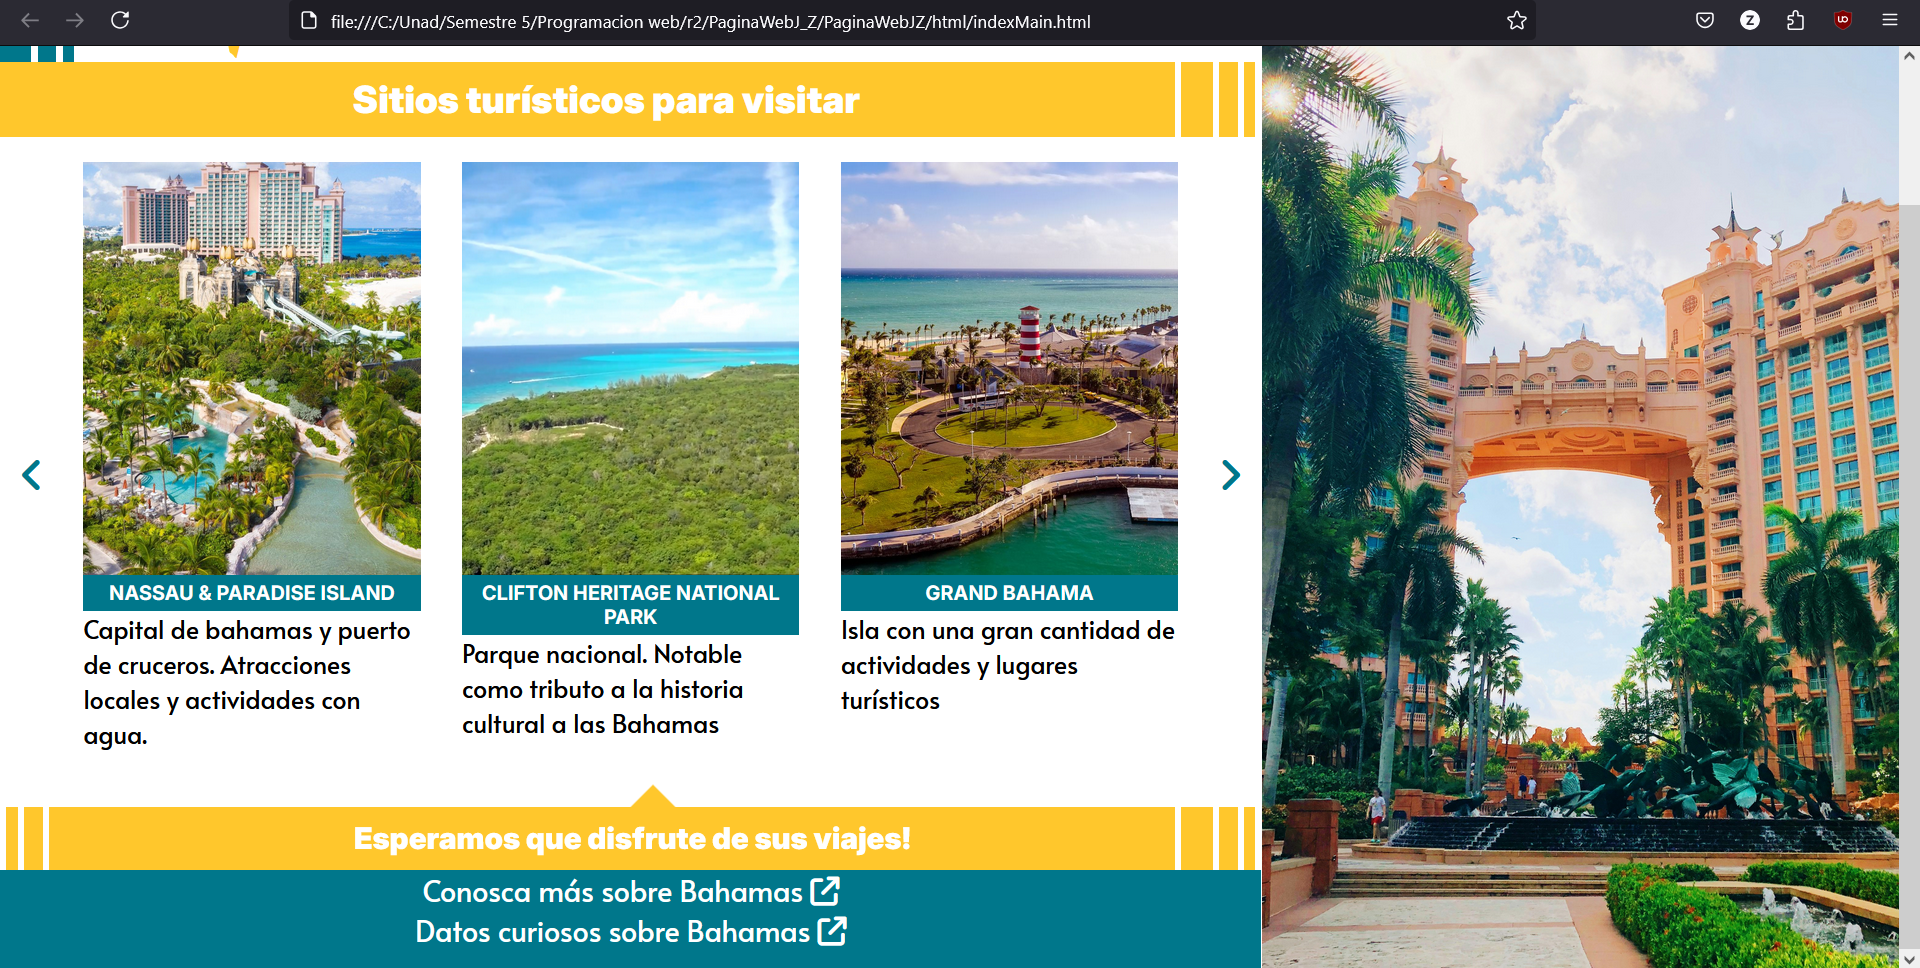 file:///C:/Unad/Semestre 5/Programacion web/r2/PaginaWebJ_Z/PaginaWebJZ/html/indexMain.html
Z
Sitios turísticos para visitar
NASSAU & PARADISE ISLAND
Capital de bahamas y puerto
de cruceros. Atracciones
locales y actividades con
agua.
CLIFTON HERITAGE NATIONAL
PARK
Parque nacional. Notable
como tributo a la historia
cultural a las Bahamas
GRAND BAHAMA
Isla con una gran cantidad de
actividades y lugares
turísticos
Esperamos que disfrute de sus viajes!
Conosca más sobre Bahamas
Datos curiosos sobre Bahamas